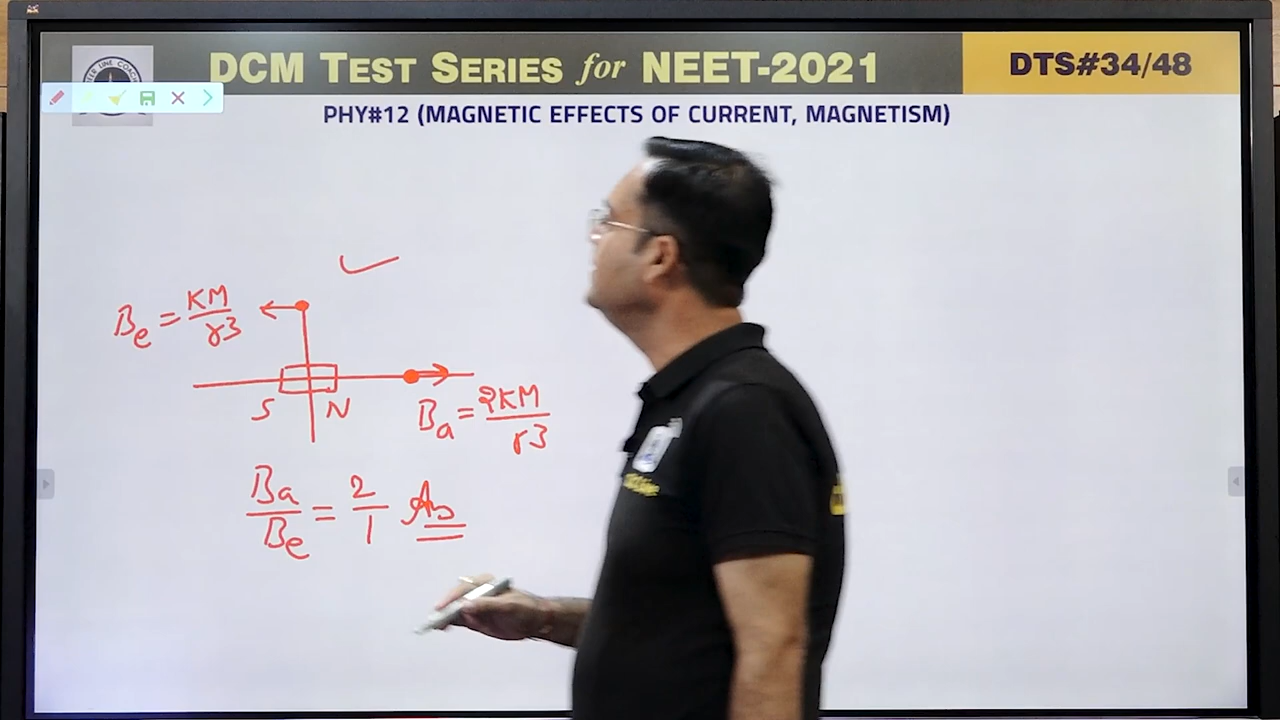 DCM TEST SERIES for NEET-2021
DTS#34/48
PHY#12 (MAGNETIC EFFECTS OF CURRENT, MAGNETISM)
Be = KM/r3
S N
Ba = 2KM/r3
Ba/Be = 2/1 Ans